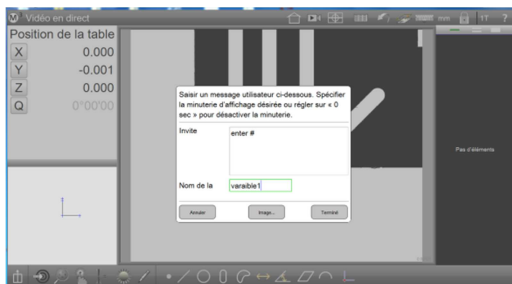 Vidéo en direct
mm
1T
?
Position de la table
X 0.000
Y -0.001
Z 0.000
Q 0°00'00
Saisir un message utilisateur ci-dessous. Spécifier
la minuterie d'affichage désirée ou régler sur « 0
sec » pour désactiver la minuterie.
Invite
enter #
Nom de la
varaible1
Annuler
Image...
Terminé
Pas d'éléments